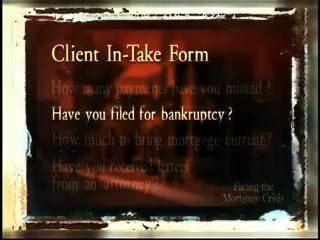 Client In-Take Form
How many payments have you missed ?
Have you filed for bankruptcy ?
How much to bring mortgage current ?
Have you received letters
from an attorney ?
Facing the
Mortgage Crisis